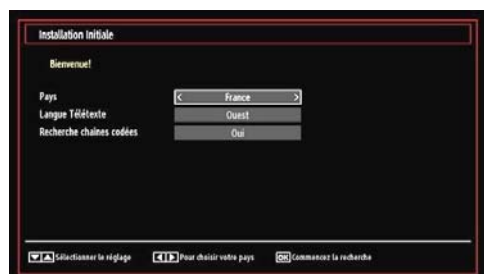 Installation Initiale
Bienvenue!
Pays < France >
Langue Télétexte Ouest
Recherche chaines codées Oui
Sélectionner le réglage Pour choisir votre pays OK Commencez la recherche